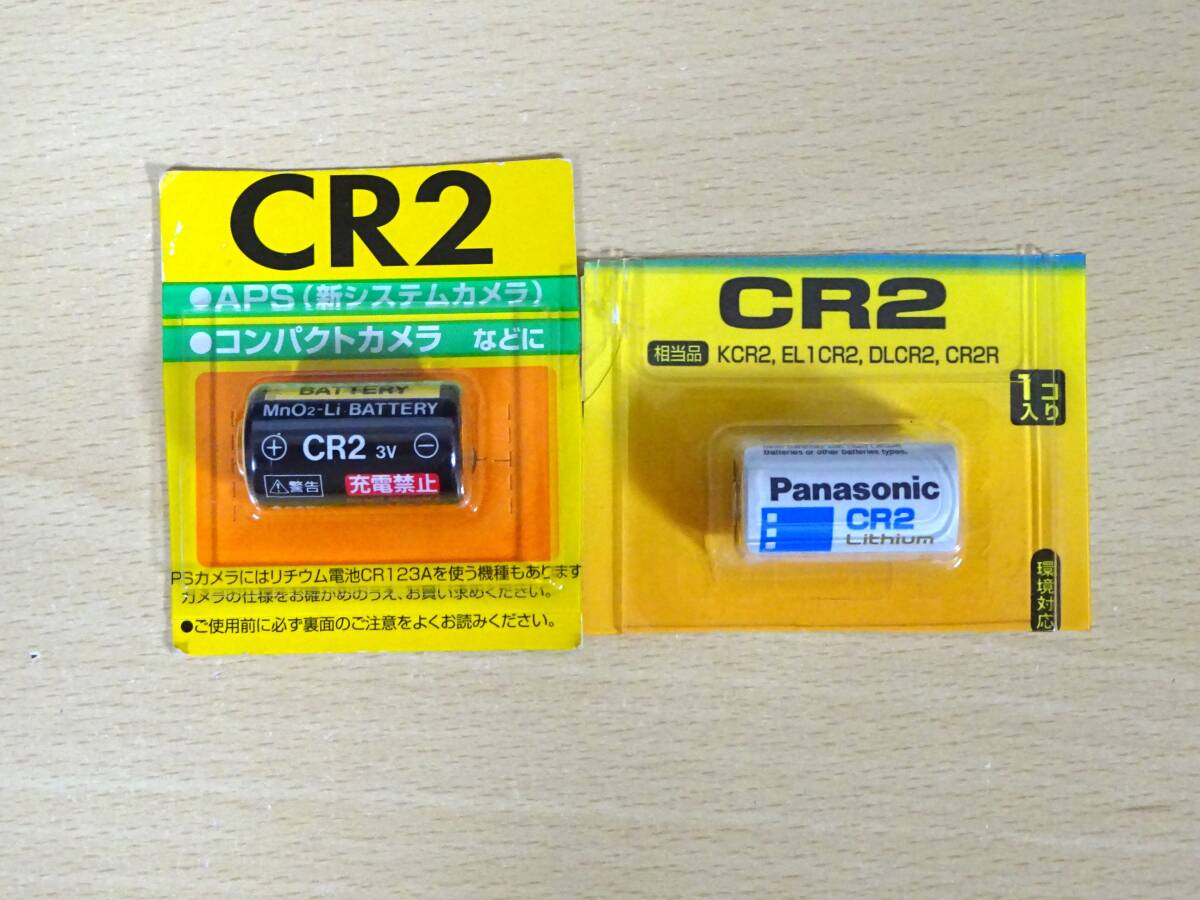 CR2
●APS(新システムカメラ)
●コンパクトカメラ などに
BATTERY
MnO2-Li BATTERY
⊕ CR2 3V ⊖
⚠警告 充電禁止
PSカメラにはリチウム電池CR123Aを使う機種もあります
カメラの仕様をお確かめのうえ、お買い求めください。
●ご使用前に必ず裏面のご注意をよくお読みください。
CR2
相当品 KCR2, EL1CR2, DLCR2, CR2R
1コ入り
batteries or other batteries types.
Panasonic
CR2
Lithium
環境対応